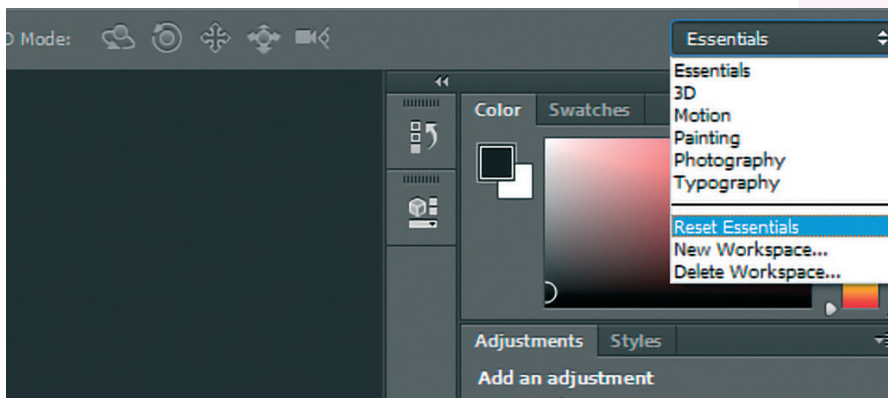 Mode:
Essentials
Essentials
3D
Motion
Painting
Photography
Typography
Reset Essentials
New Workspace...
Delete Workspace...
Color Swatches
Adjustments Styles
Add an adjustment